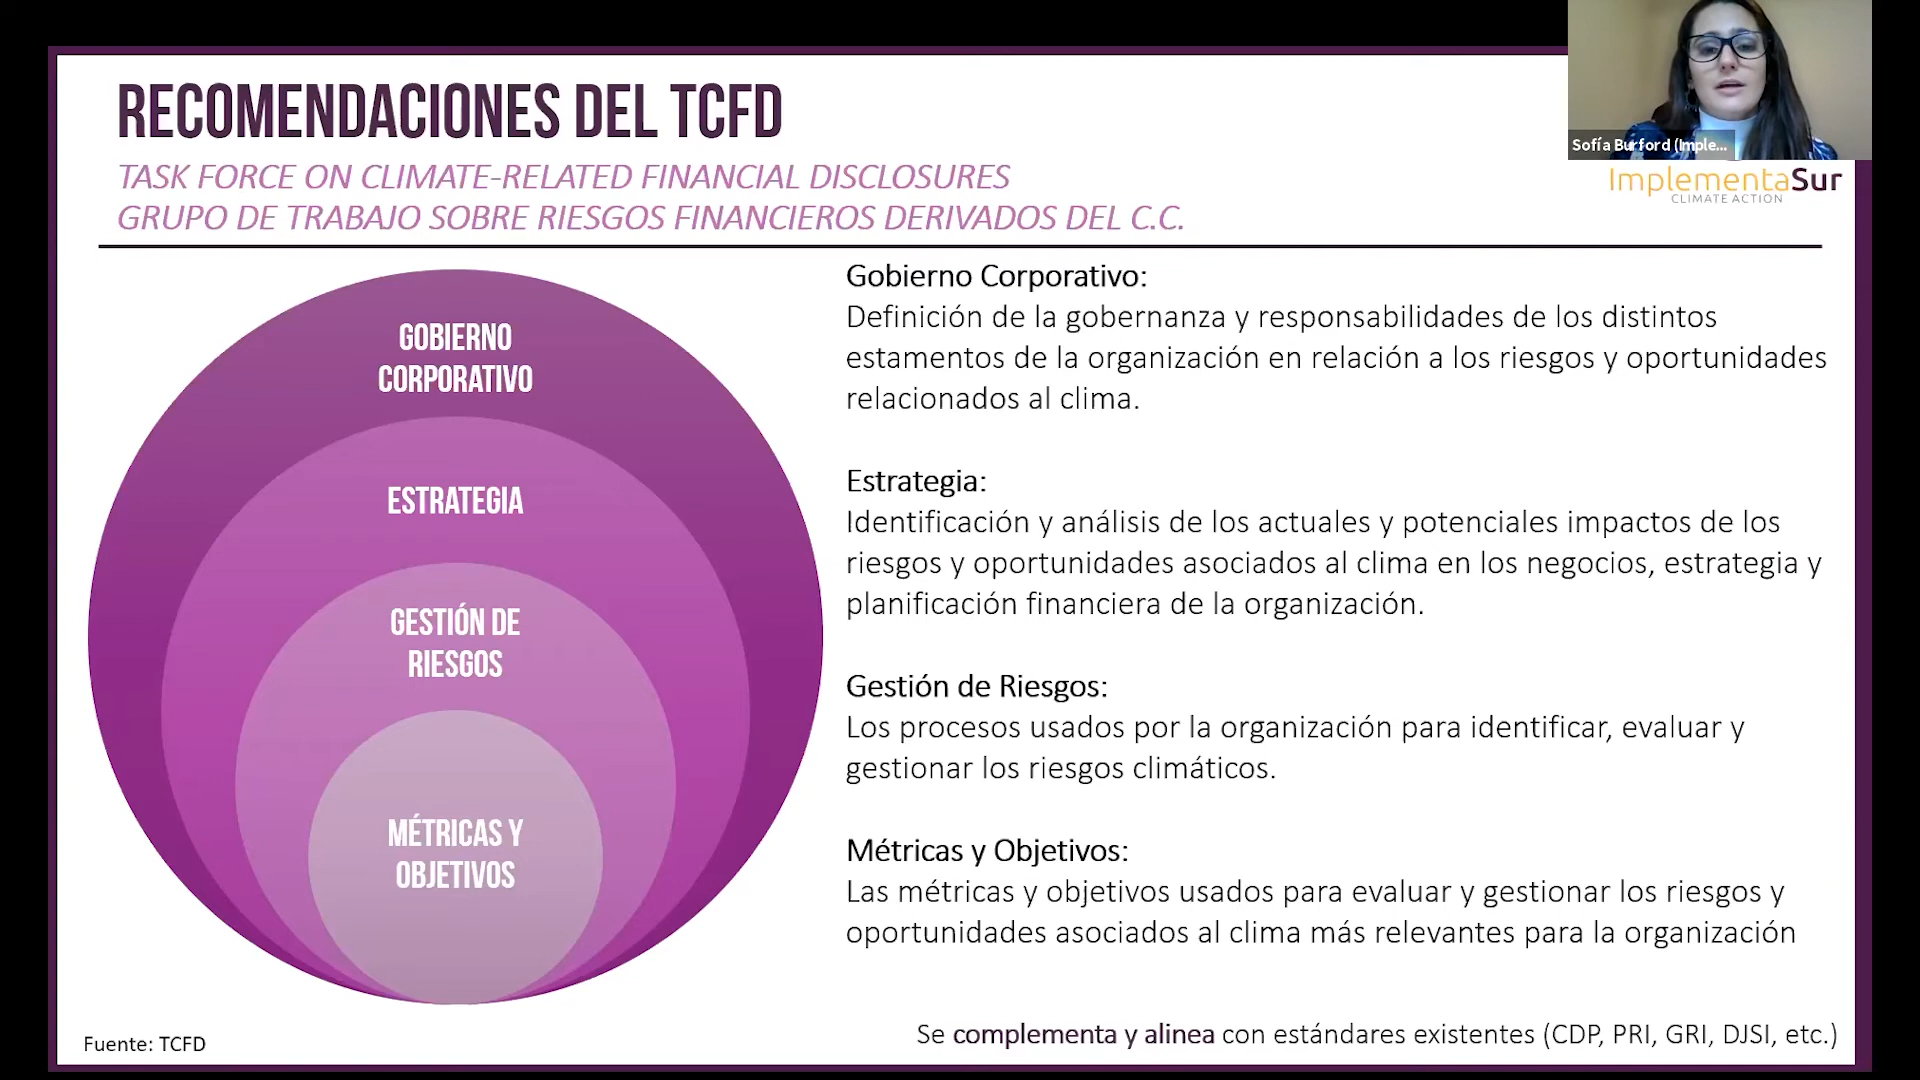 RECOMENDACIONES DEL TCFD
TASK FORCE ON CLIMATE-RELATED FINANCIAL DISCLOSURES
GRUPO DE TRABAJO SOBRE RIESGOS FINANCIEROS DERIVADOS DEL C.C.
Sofía Burford (Imple...
ImplementaSur
CLIMATE ACTION
GOBIERNO
CORPORATIVO
ESTRATEGIA
GESTIÓN DE
RIESGOS
MÉTRICAS Y
OBJETIVOS
Gobierno Corporativo:
Definición de la gobernanza y responsabilidades de los distintos
estamentos de la organización en relación a los riesgos y oportunidades
relacionados al clima.
Estrategia:
Identificación y análisis de los actuales y potenciales impactos de los
riesgos y oportunidades asociados al clima en los negocios, estrategia y
planificación financiera de la organización.
Gestión de Riesgos:
Los procesos usados por la organización para identificar, evaluar y
gestionar los riesgos climáticos.
Métricas y Objetivos:
Las métricas y objetivos usados para evaluar y gestionar los riesgos y
oportunidades asociados al clima más relevantes para la organización
Se complementa y alinea con estándares existentes (CDP, PRI, GRI, DJSI, etc.)
Fuente: TCFD